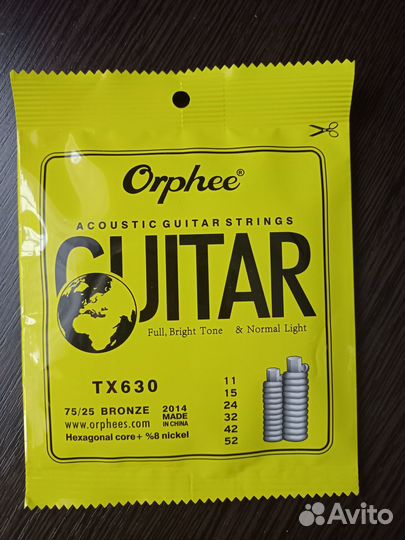 Orphee®
ACOUSTIC GUITAR STRINGS
GUITAR
Full, Bright Tone & Normal Light
TX630
75/25 BRONZE
2014
MADE
IN CHINA
www.orphees.com
Hexagonal core+ %8 nickel
11
15
24
32
42
52
Avito